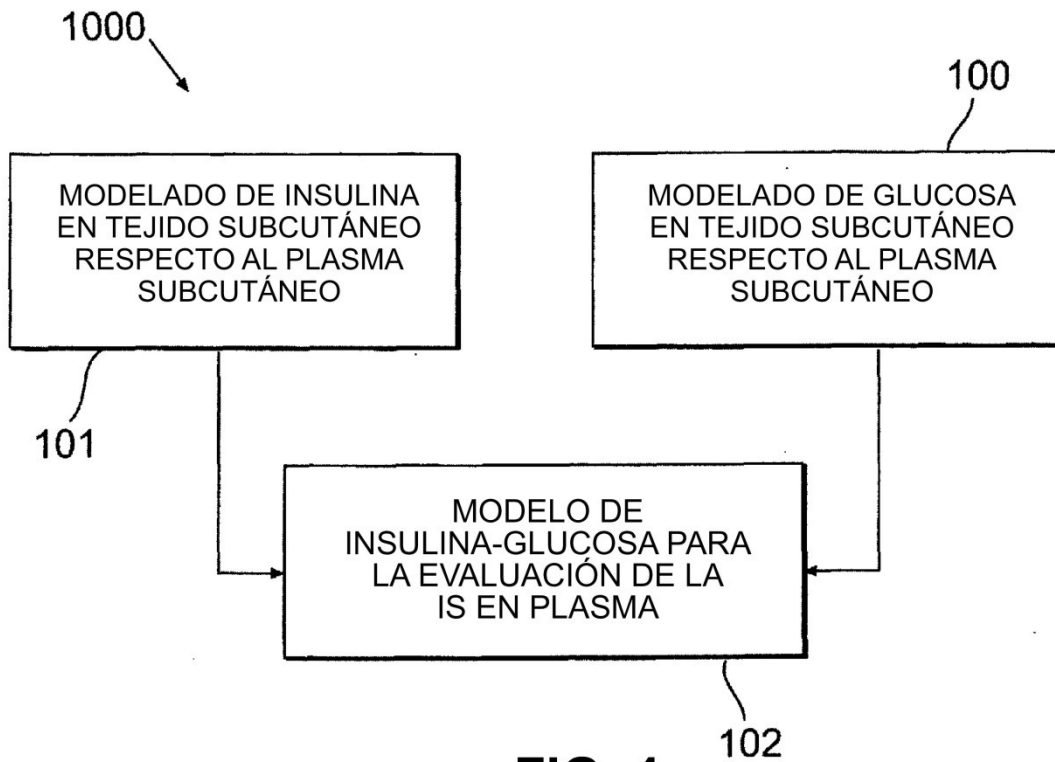 1000
100
MODELADO DE INSULINA
EN TEJIDO SUBCUTÁNEO
RESPECTO AL PLASMA
SUBCUTÁNEO
MODELADO DE GLUCOSA
EN TEJIDO SUBCUTÁNEO
RESPECTO AL PLASMA
SUBCUTÁNEO
101
MODELO DE
INSULINA-GLUCOSA PARA
LA EVALUACIÓN DE LA
IS EN PLASMA
102